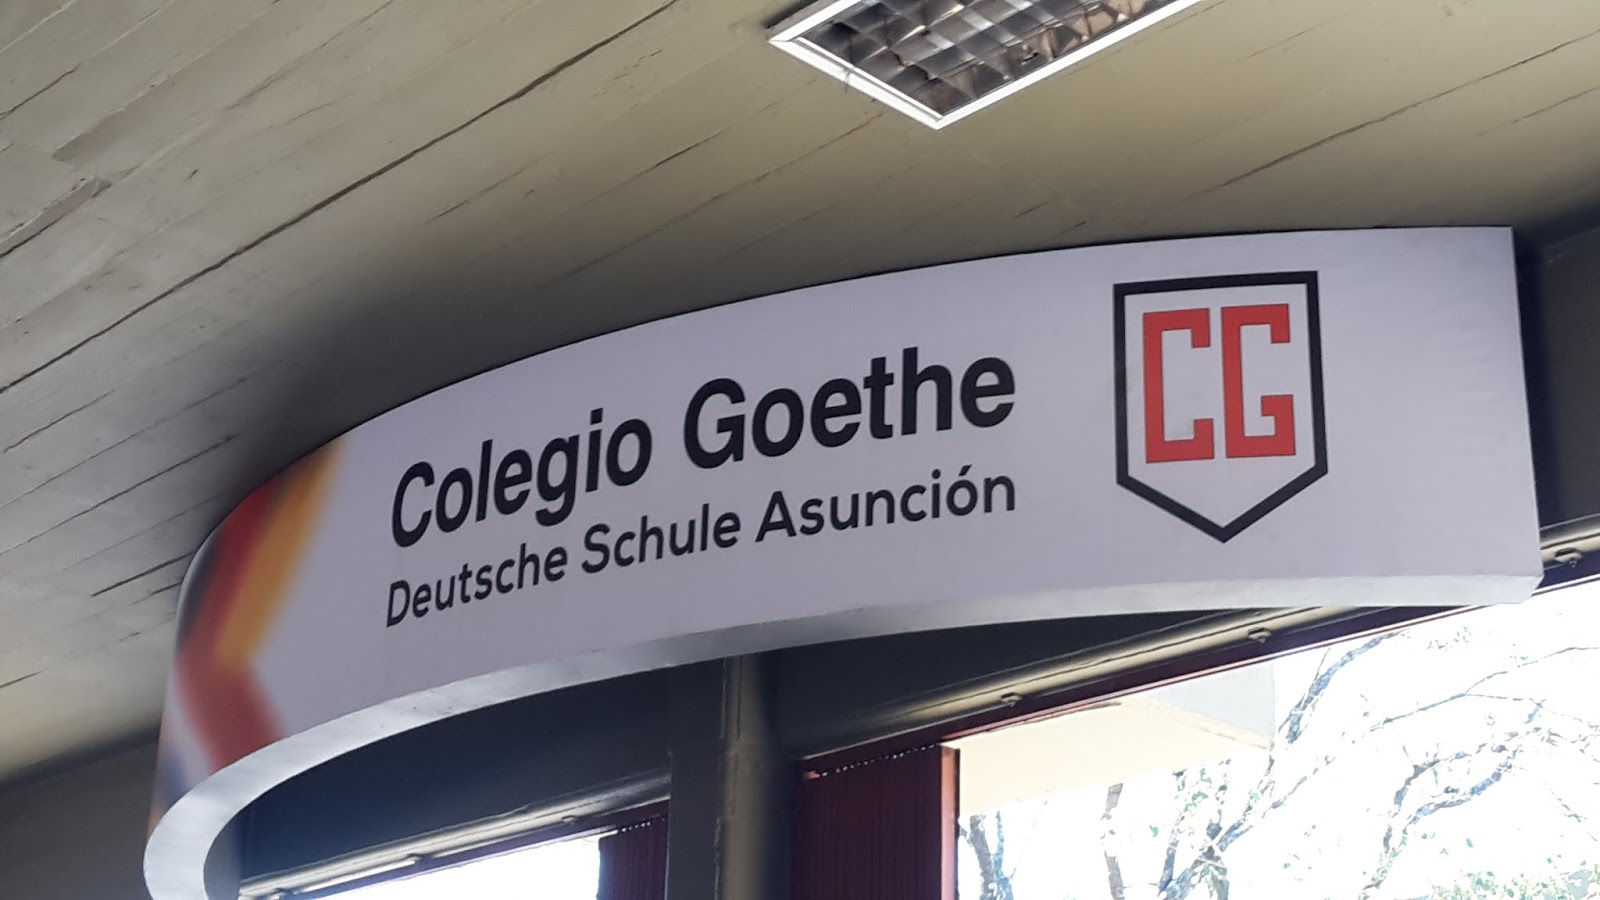 Colegio Goethe
Deutsche Schule Asunción
CG